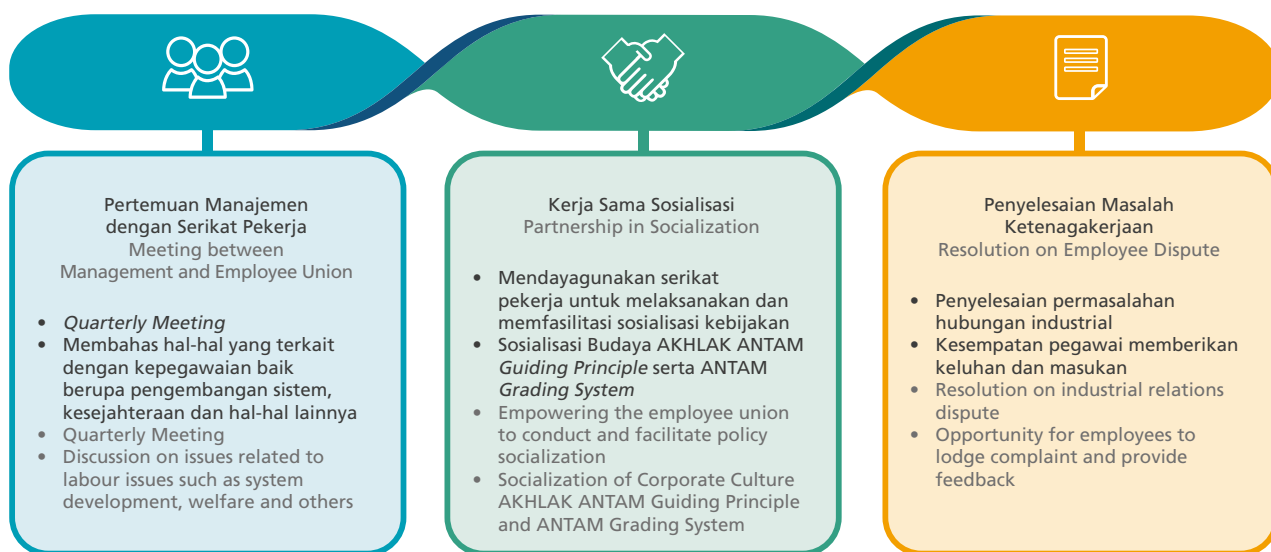 Pertemuan Manajemen
dengan Serikat Pekerja
Meeting between
Management and Employee Union
• Quarterly Meeting
• Membahas hal-hal yang terkait
dengan kepegawaian baik
berupa pengembangan sistem,
kesejahteraan dan hal-hal lainnya
• Quarterly Meeting
• Discussion on issues related to
labour issues such as system
development, welfare and others
Kerja Sama Sosialisasi
Partnership in Socialization
• Mendayagunakan serikat
pekerja untuk melaksanakan dan
memfasilitasi sosialisasi kebijakan
• Sosialisasi Budaya AKHLAK ANTAM
Guiding Principle serta ANTAM
Grading System
• Empowering the employee union
to conduct and facilitate policy
socialization
• Socialization of Corporate Culture
AKHLAK ANTAM Guiding Principle
and ANTAM Grading System
Penyelesaian Masalah
Ketenagakerjaan
Resolution on Employee Dispute
• Penyelesaian permasalahan
hubungan industrial
• Kesempatan pegawai memberikan
keluhan dan masukan
• Resolution on industrial relations
dispute
• Opportunity for employees to
lodge complaint and provide
feedback